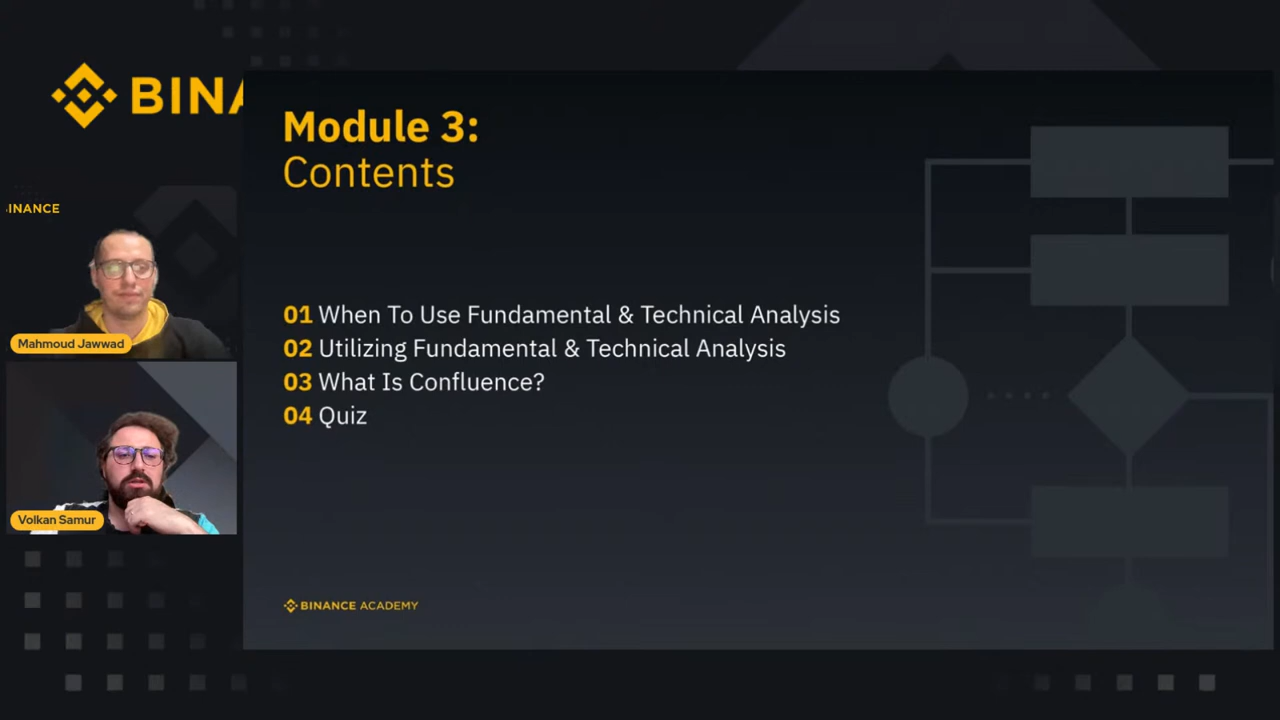 BINA
Module 3:
Contents
BINANCE
Mahmoud Jawwad
01 When To Use Fundamental & Technical Analysis
02 Utilizing Fundamental & Technical Analysis
03 What Is Confluence?
04 Quiz
Volkan Samur
BINANCE ACADEMY